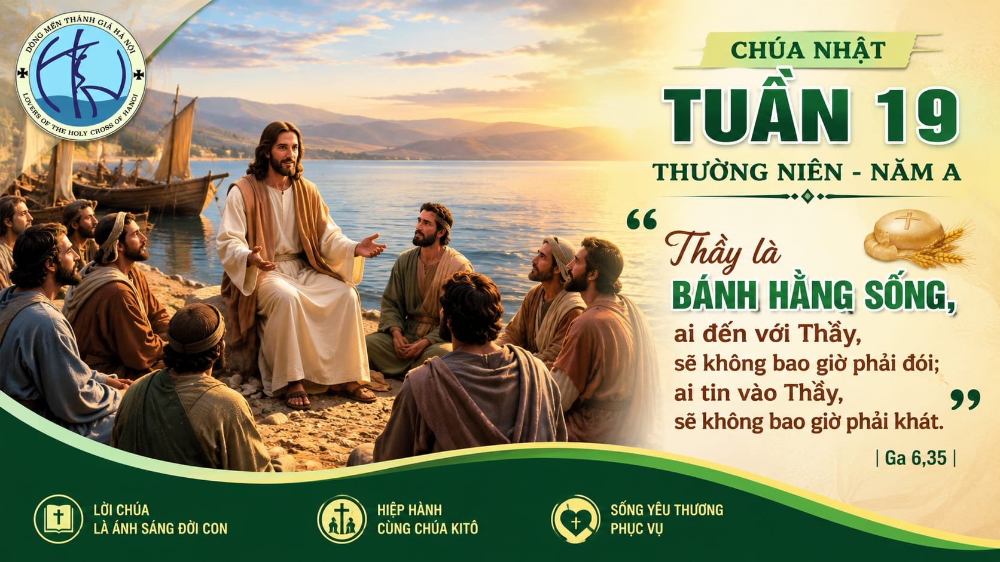 DÒNG MẾN THÁNH GIÁ HÀ NỘI
LOVERS OF THE HOLY CROSS OF HANOI
CHÚA NHẬT
TUẦN 19
THƯỜNG NIÊN - NĂM A
“Thầy là
BÁNH HẰNG SỐNG,
ai đến với Thầy,
sẽ không bao giờ phải đói;
ai tin vào Thầy,
sẽ không bao giờ phải khát.”
| Ga 6,35 |
LỜI CHÚA
LÀ ÁNH SÁNG ĐỜI CON
HIỆP HÀNH
CÙNG CHÚA KITÔ
SỐNG YÊU THƯƠNG
PHỤC VỤ